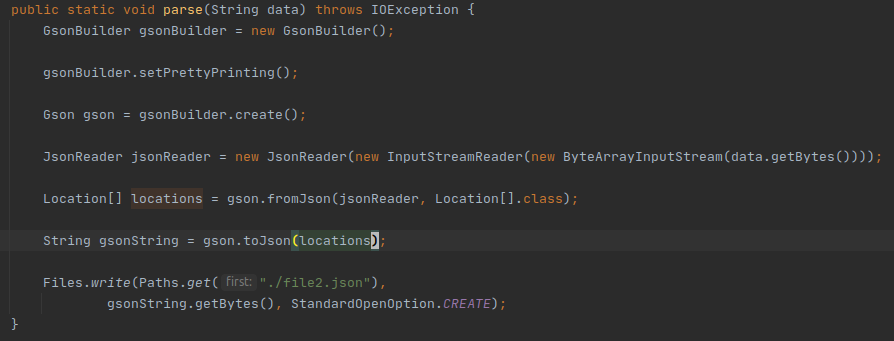 public static void parse(String data) throws IOException {
GsonBuilder gsonBuilder = new GsonBuilder();
gsonBuilder.setPrettyPrinting();
Gson gson = gsonBuilder.create();
JsonReader jsonReader = new JsonReader(new InputStreamReader(new ByteArrayInputStream(data.getBytes())));
Location[] locations = gson.fromJson(jsonReader, Location[].class);
String gsonString = gson.toJson(locations);
Files.write(Paths.get( first: "./file2.json"),
gsonString.getBytes(), StandardOpenOption.CREATE);
}